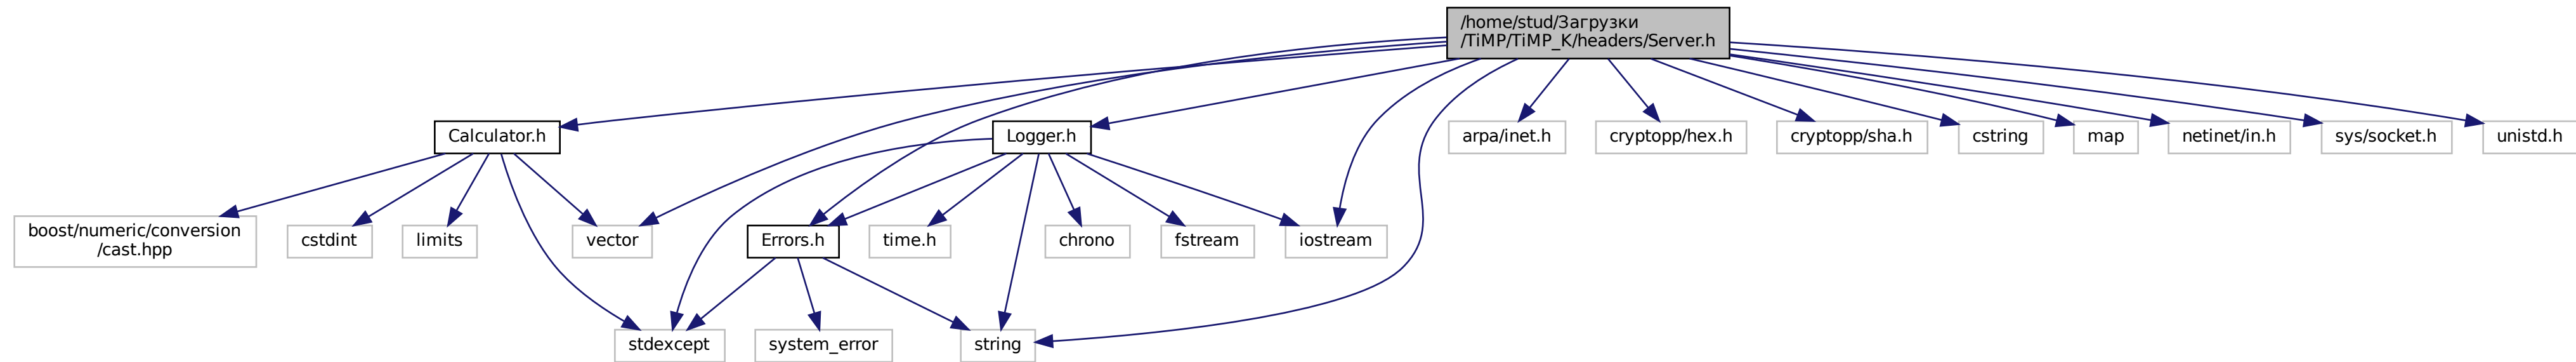 /home/stud/Загрузки
/TiMP/TiMP_K/headers/Server.h
Calculator.h
Logger.h
arpa/inet.h
cryptopp/hex.h
cryptopp/sha.h
cstring
map
netinet/in.h
sys/socket.h
unistd.h
boost/numeric/conversion
/cast.hpp
cstdint
limits
vector
Errors.h
time.h
chrono
fstream
iostream
stdexcept
system_error
string